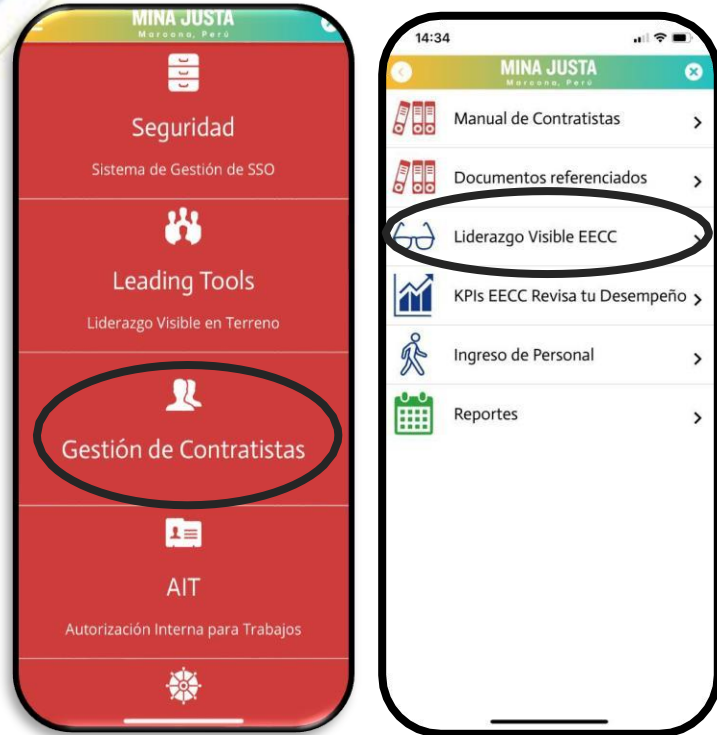 MINA JUSTA
Marcona, Perú
Seguridad
Sistema de Gestión de SSO
Leading Tools
Liderazgo Visible en Terreno
Gestión de Contratistas
AIT
Autorización Interna para Trabajos
14:34
MINA JUSTA
Marcona, Perú
Manual de Contratistas
Documentos referenciados
Liderazgo Visible EECC
KPIs EECC Revisa tu Desempeño
Ingreso de Personal
Reportes